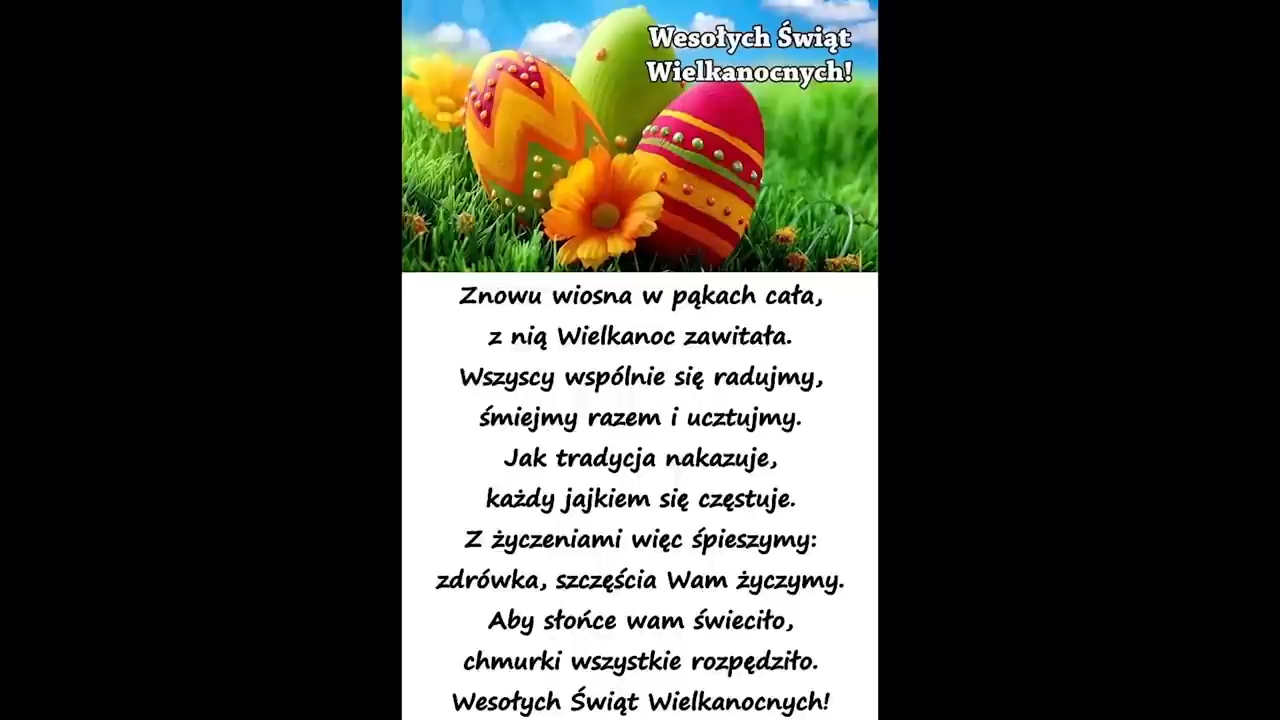 Wesołych Świąt
Wielkanocnych!
Znowu wiosna w pąkach cała,
z nią Wielkanoc zawitała.
Wszyscy wspólnie się radujmy,
śmiejmy razem i ucztujmy.
Jak tradycja nakazuje,
każdy jajkiem się częstuje.
Z życzeniami więc śpieszymy:
zdrówka, szczęścia Wam życzymy.
Aby słońce wam świeciło,
chmurki wszystkie rozpędziło.
Wesołych Świąt Wielkanocnych!